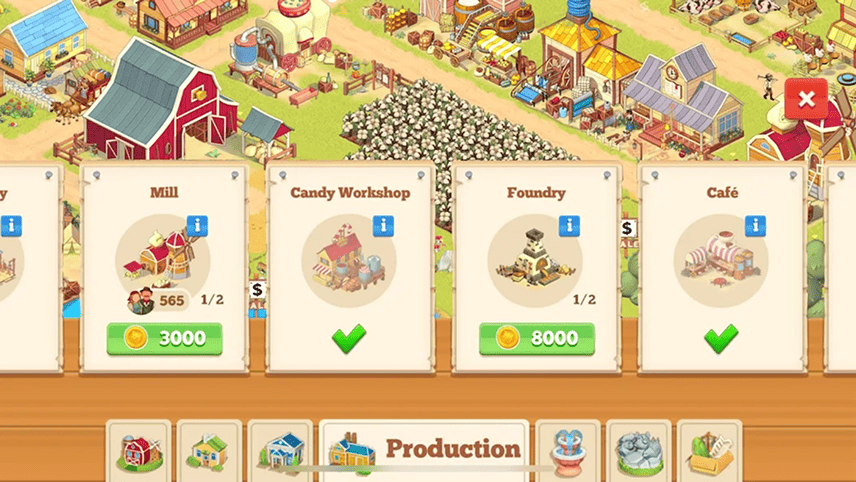 y
Mill
Candy Workshop
Foundry
Café
i
i
i
i
i
$
$
565
1/2
1/2
3000
8000
Production